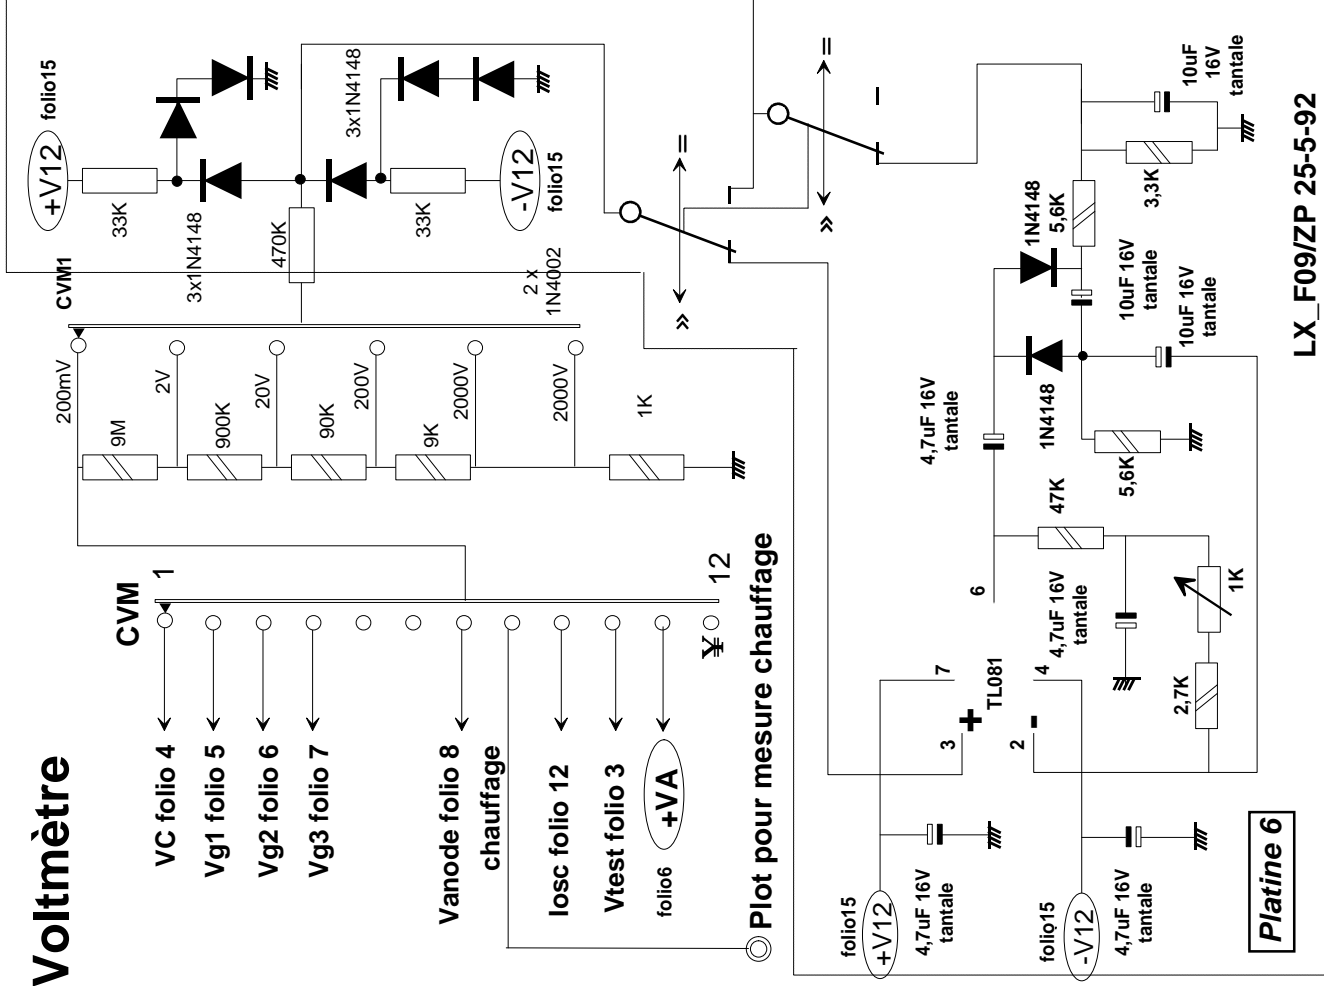 Voltmètre
CVM
1
12
VC folio 4
Vg1 folio 5
Vg2 folio 6
Vg3 folio 7
Vanode folio 8
chauffage
Iosc folio 12
Vtest folio 3
+VA
folio6
¥
Plot pour mesure chauffage
CVM1
200mV
2V
20V
200V
2000V
2000V
9M
900K
90K
9K
1K
+V12
folio15
33K
3x1N4148
470K
3x1N4148
33K
-V12
folio15
2 x
1N4002
=
»
=
»
folio15
+V12
4,7uF 16V
tantale
folio15
-V12
4,7uF 16V
tantale
3
+
2
-
7
4
6
TL081
4,7uF 16V
tantale
47K
4,7uF 16V
tantale
2,7K
1K
1N4148
5,6K
1N4148
5,6K
10uF 16V
tantale
10uF 16V
tantale
3,3K
10uF
16V
tantale
Platine 6
LX_F09/ZP 25-5-92